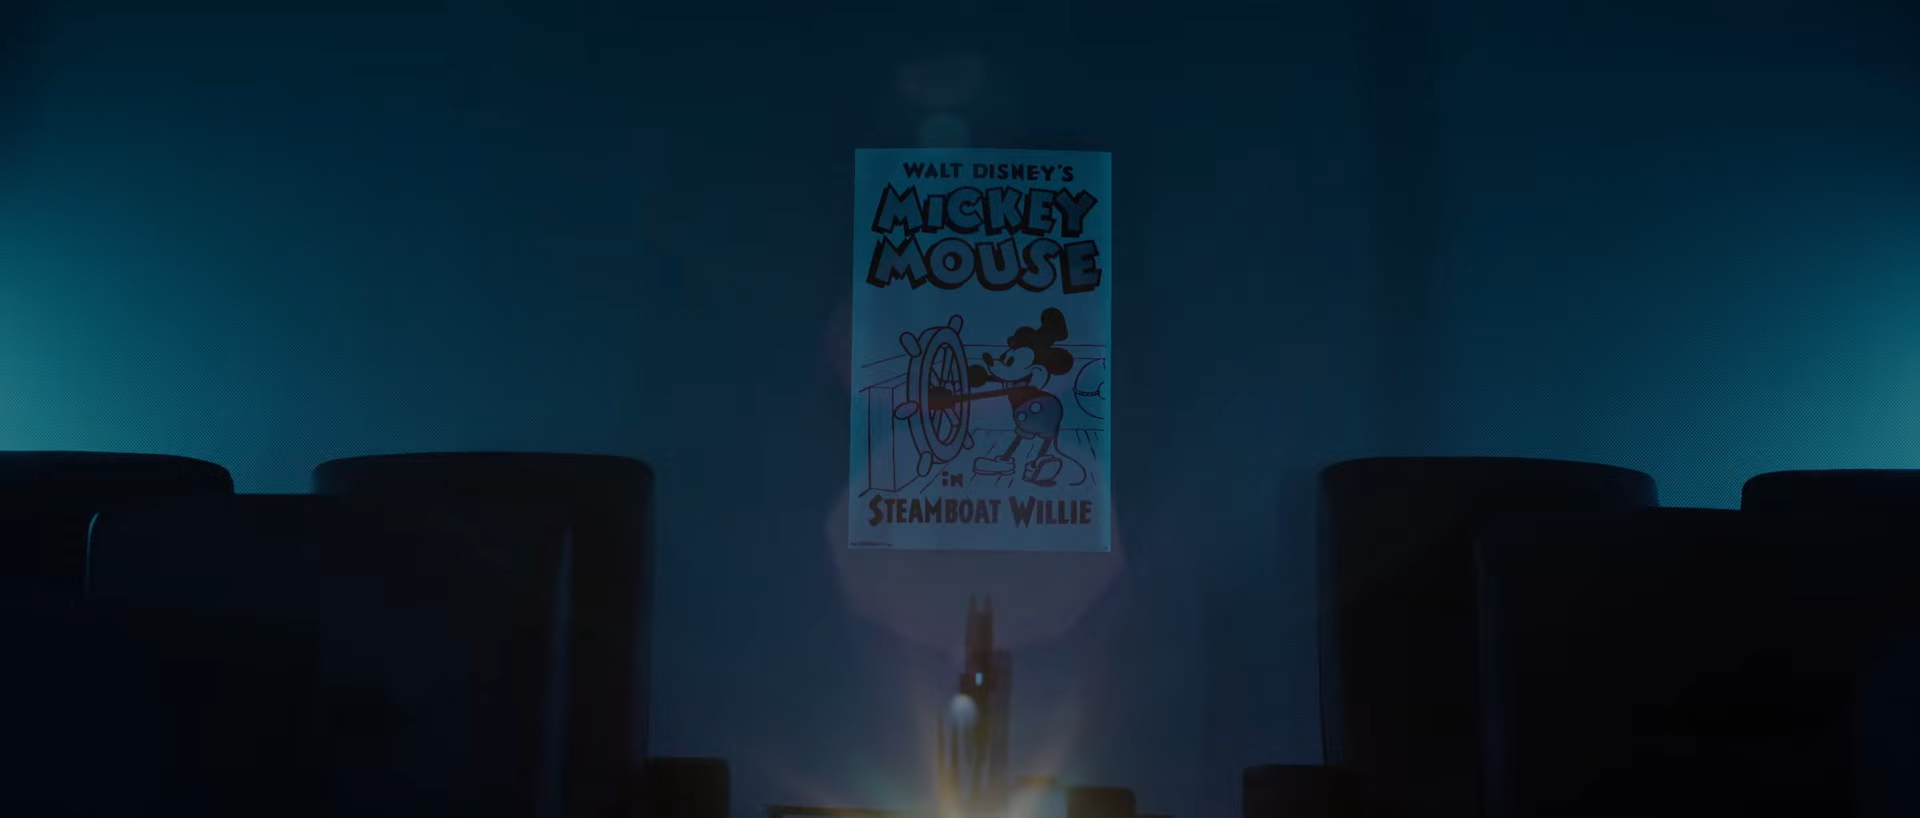 WALT DISNEY'S
MICKEY
MOUSE
in
STEAMBOAT WILLIE